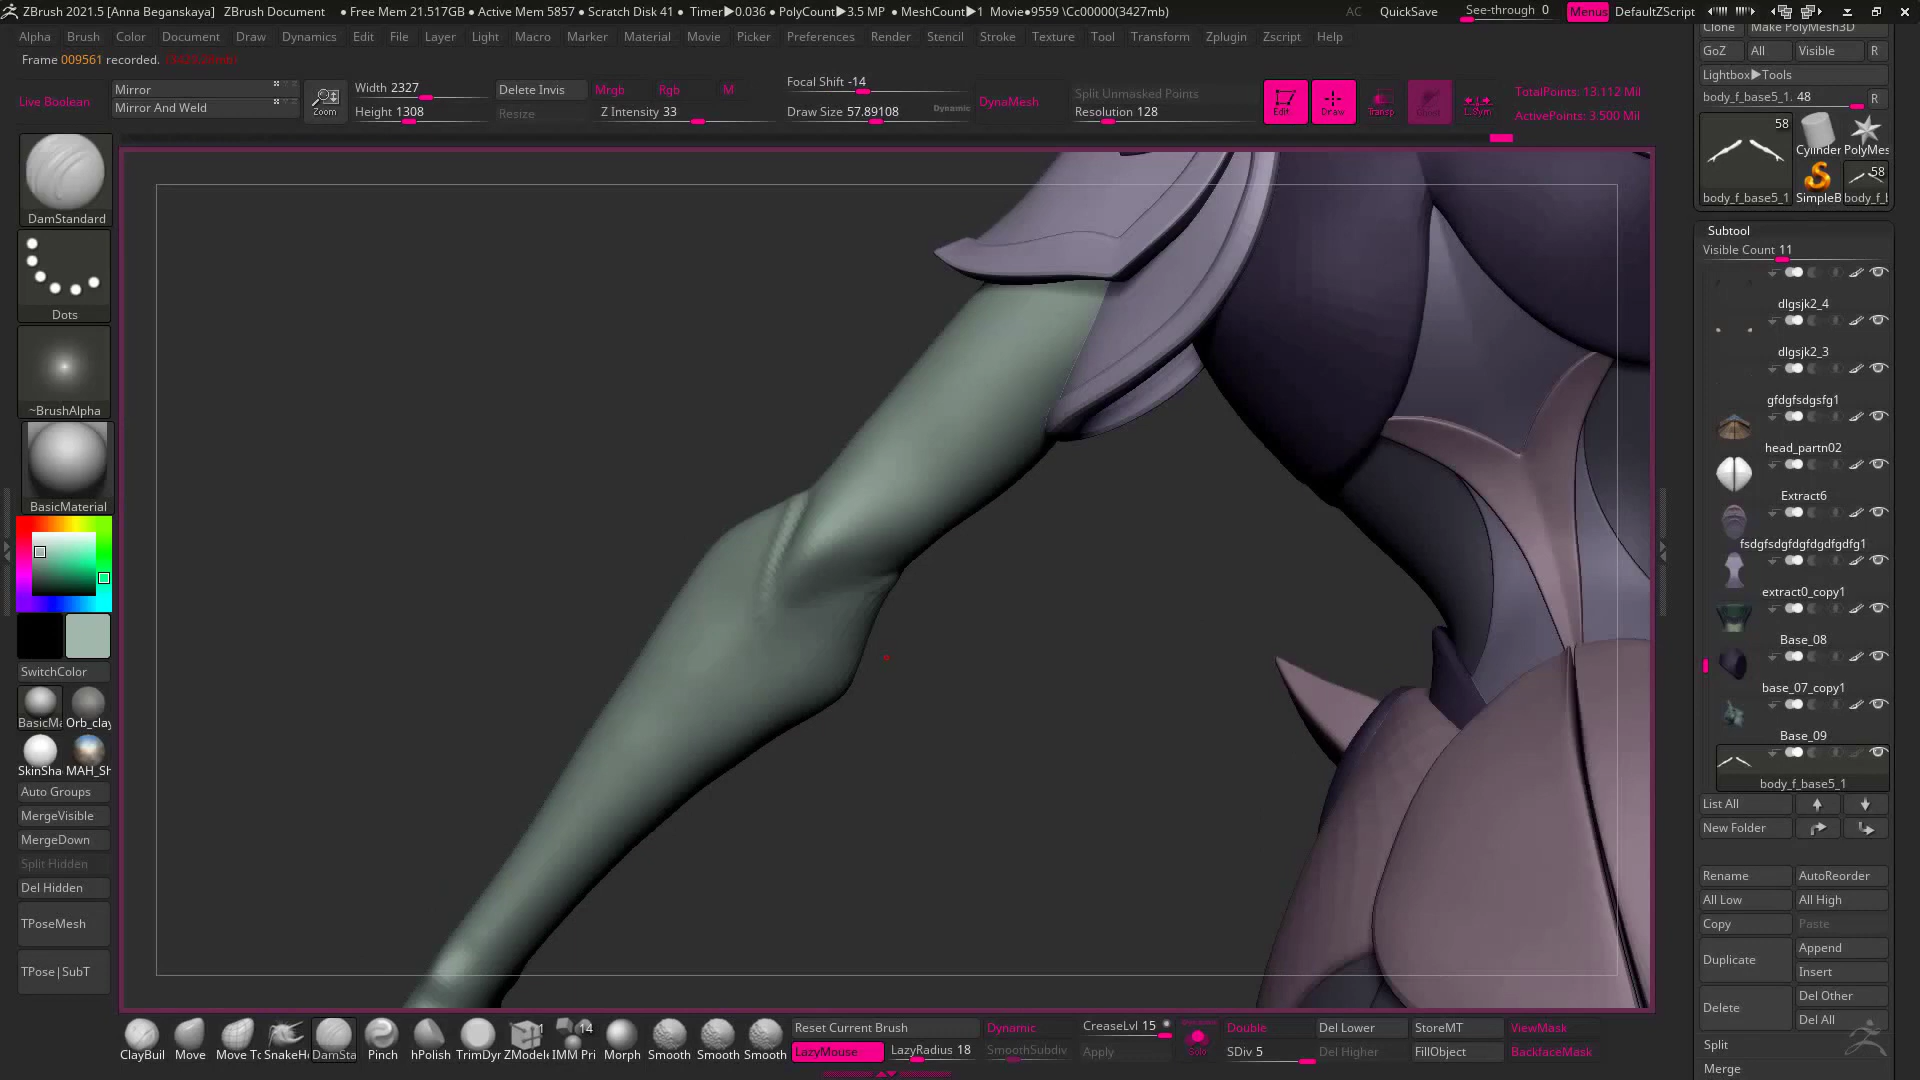 ZBrush 2021.5 [Anna Beganskaya] ZBrush Document • Free Mem 21.517GB • Active Mem 5857 • Scratch Disk 41 • Timer▶0.036 • PolyCount▶3.5 MP • MeshCount▶1 Movie●9559 \Cc00000(3427mb) AC QuickSave See-through 0 Menus DefaultZScript
Alpha Brush Color Document Draw Dynamics Edit File Layer Light Macro Marker Material Movie Picker Preferences Render Stencil Stroke Texture Tool Transform Zplugin Zscript Help
Frame 009561 recorded.
Live Boolean
Mirror
Mirror And Weld
Zoom
Width 2327
Height 1308
Delete Invis
Resize
Mrgb Rgb M
Z Intensity 33
Focal Shift -14
Draw Size 57.89108
Dynamic
DynaMesh
Split Unmasked Points
Resolution 128
Edit
Draw
Transp
L.Sym
TotalPoints: 13.112 Mil
ActivePoints: 3.500 Mil
Clone Make PolyMesh3D
GoZ All Visible R
Lightbox▶Tools
body_f_base5_1. 48 R
58
Cylinder PolyMes
58
body_f_base5_1 SimpleB body_f_b
Subtool
Visible Count 11
dlgsjk2_4
dlgsjk2_3
gfdgfsdgsfg1
head_partn02
Extract6
fsdgfsdgfdgfdgdfgdfg1
extract0_copy1
Base_08
base_07_copy1
Base_09
body_f_base5_1
List All
New Folder
Rename AutoReorder
All Low All High
Copy Paste
Duplicate Append
Insert
Delete Del Other
Del All
Split
Merge
DamStandard
Dots
~BrushAlpha
BasicMaterial
SwitchColor
BasicMa Orb_clay
SkinSha MAH_Sh
Auto Groups
MergeVisible
MergeDown
Split Hidden
Del Hidden
TPoseMesh
TPose|SubT
ClayBuil Move Move To SnakeHo DamSta Pinch hPolish TrimDyn ZModele IMM Pri Morph Smooth Smooth Smooth
1 14
Reset Current Brush
LazyMouse LazyRadius 18
Dynamic
SmoothSubdiv
CreaseLvl 15
Apply
Solo
Double
SDiv 5
Del Lower
Del Higher
StoreMT
FillObject
ViewMask
BackfaceMask